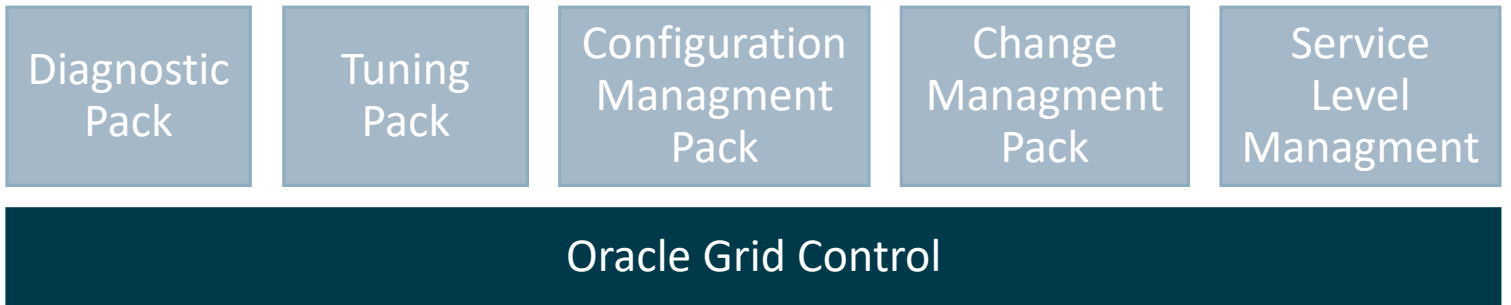 Diagnostic
Pack
Tuning
Pack
Configuration
Managment
Pack
Change
Managment
Pack
Service
Level
Managment
Oracle Grid Control